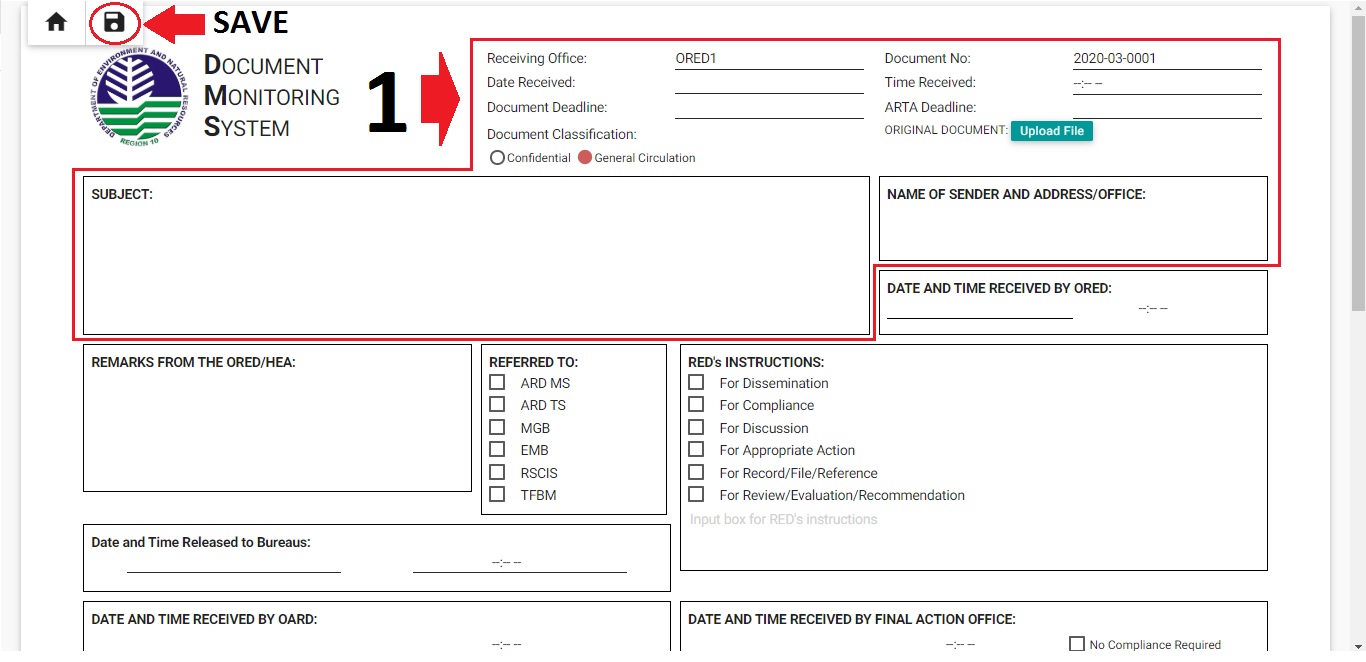 SAVE
DEPARTMENT OF ENVIRONMENT AND NATURAL RESOURCES
REGION 10
DOCUMENT
MONITORING
SYSTEM
1
Receiving Office: ORED1 Document No: 2020-03-0001
Date Received: Time Received: --:-- --
Document Deadline: ARTA Deadline:
Document Classification: ORIGINAL DOCUMENT: Upload File
Confidential General Circulation
SUBJECT:
NAME OF SENDER AND ADDRESS/OFFICE:
DATE AND TIME RECEIVED BY ORED:
--:-- --
REMARKS FROM THE ORED/HEA:
REFERRED TO:
ARD MS
ARD TS
MGB
EMB
RSCIS
TFBM
RED's INSTRUCTIONS:
For Dissemination
For Compliance
For Discussion
For Appropriate Action
For Record/File/Reference
For Review/Evaluation/Recommendation
Input box for RED's instructions
Date and Time Released to Bureaus:
--:-- --
DATE AND TIME RECEIVED BY OARD:
--:-- --
DATE AND TIME RECEIVED BY FINAL ACTION OFFICE:
--:-- -- No Compliance Required